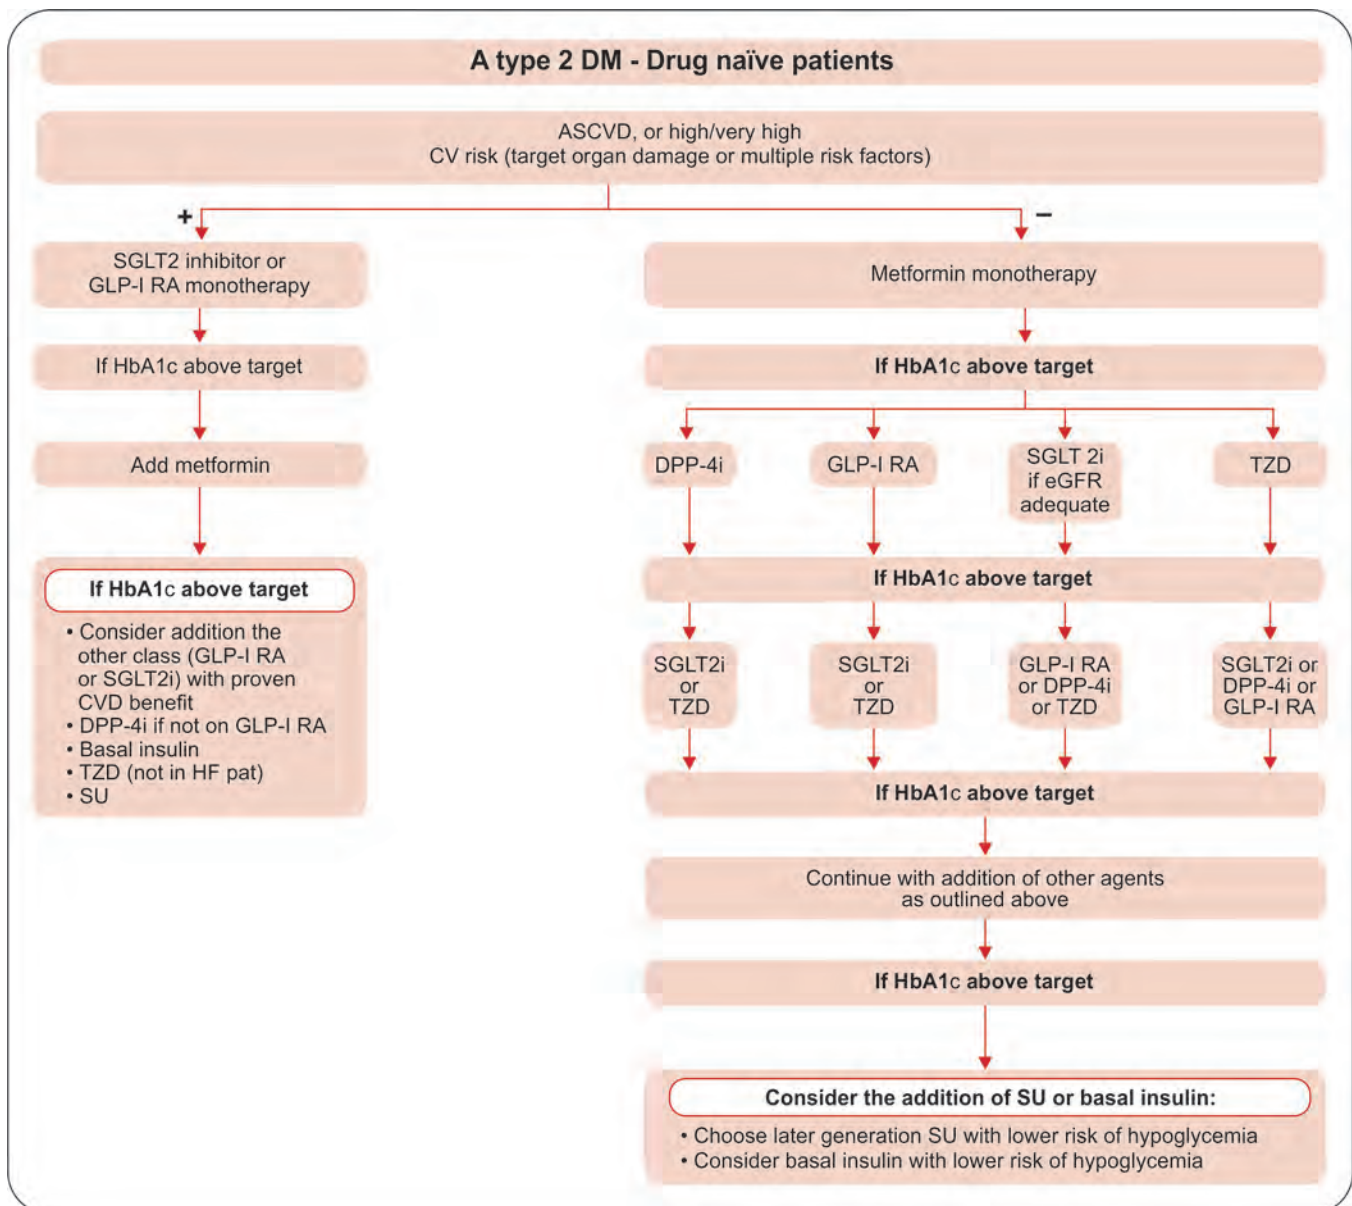 A type 2 DM - Drug naïve patients
ASCVD, or high/very high
CV risk (target organ damage or multiple risk factors)
+
−
SGLT2 inhibitor or
GLP-I RA monotherapy
If HbA1c above target
Add metformin
If HbA1c above target
• Consider addition the
other class (GLP-I RA
or SGLT2i) with proven
CVD benefit
• DPP-4i if not on GLP-I RA
• Basal insulin
• TZD (not in HF pat)
• SU
Metformin monotherapy
If HbA1c above target
DPP-4i
GLP-I RA
SGLT 2i
if eGFR
adequate
TZD
If HbA1c above target
SGLT2i
or
TZD
SGLT2i
or
TZD
GLP-I RA
or DPP-4i
or TZD
SGLT2i or
DPP-4i or
GLP-I RA
If HbA1c above target
Continue with addition of other agents
as outlined above
If HbA1c above target
Consider the addition of SU or basal insulin:
• Choose later generation SU with lower risk of hypoglycemia
• Consider basal insulin with lower risk of hypoglycemia